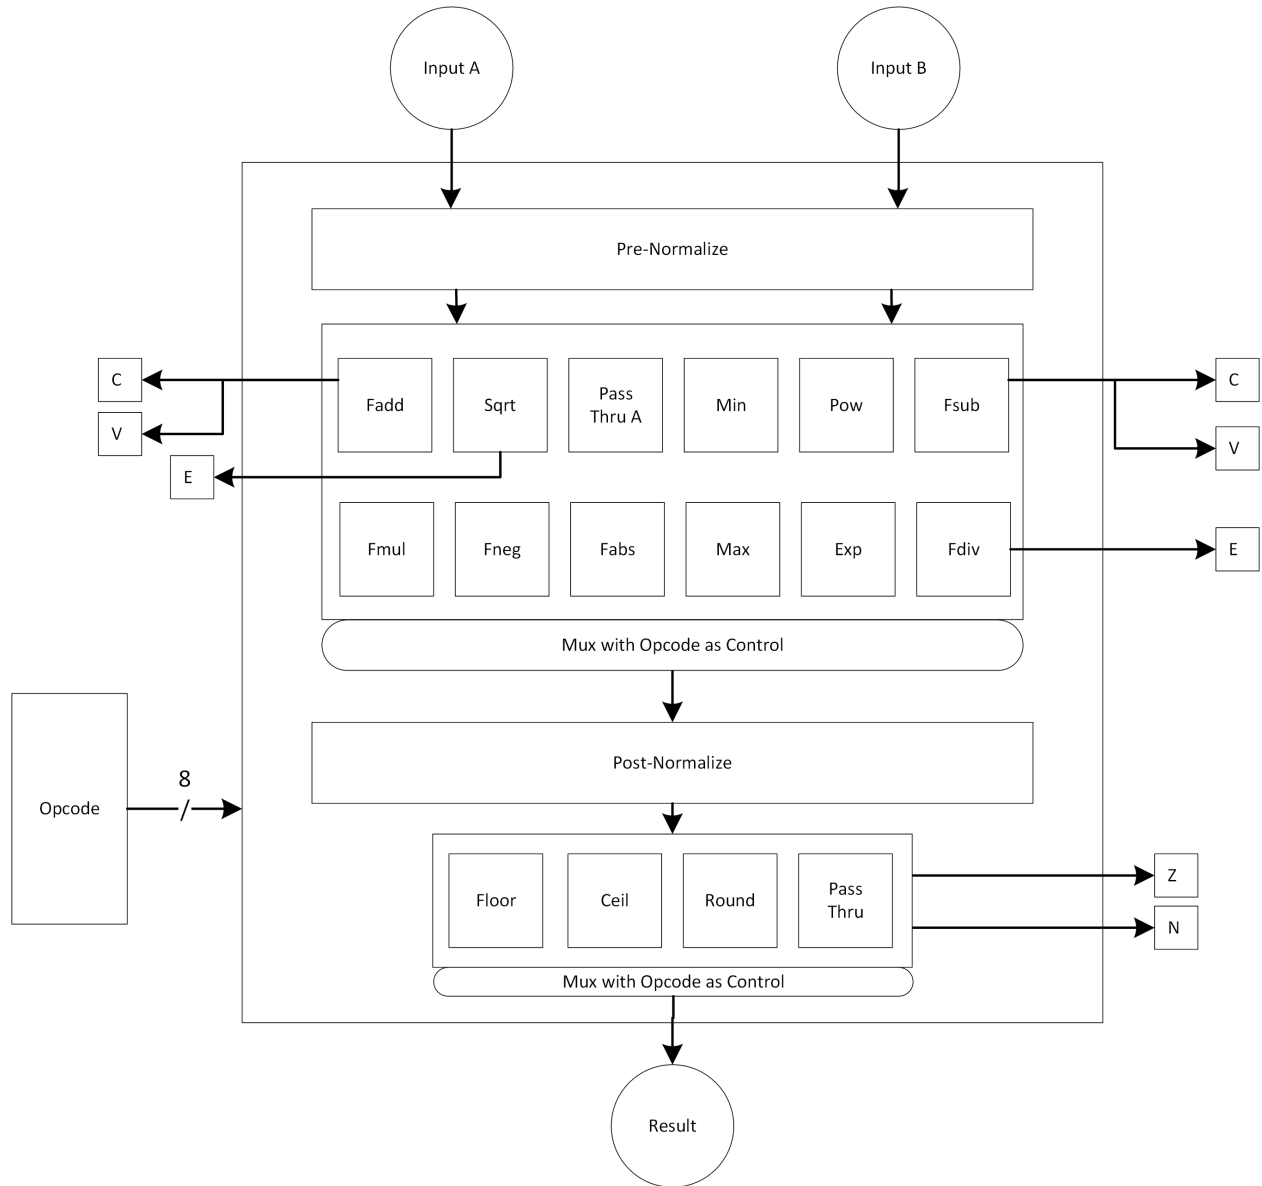 Input A
Input B
Pre-Normalize
C
V
E
Fadd
Sqrt
Pass
Thru A
Min
Pow
Fsub
C
V
E
Fmul
Fneg
Fabs
Max
Exp
Fdiv
Mux with Opcode as Control
Post-Normalize
Opcode
8
/
Floor
Ceil
Round
Pass
Thru
Z
N
Mux with Opcode as Control
Result